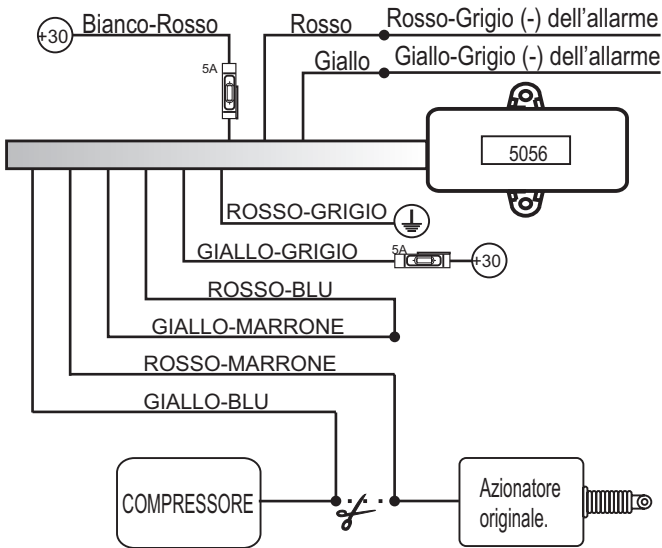 +30
Bianco-Rosso
Rosso
Rosso-Grigio (-) dell'allarme
5A
Giallo
Giallo-Grigio (-) dell'allarme
5056
ROSSO-GRIGIO
GIALLO-GRIGIO
5A
+30
ROSSO-BLU
GIALLO-MARRONE
ROSSO-MARRONE
GIALLO-BLU
COMPRESSORE
Azionatore
originale.